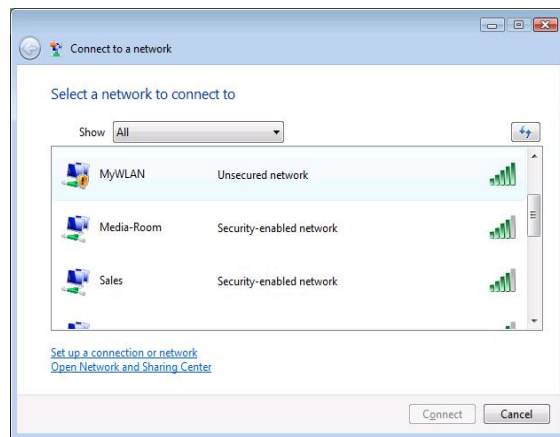 Connect to a network
Select a network to connect to
Show All
MyWLAN Unsecured network
Media-Room Security-enabled network
Sales Security-enabled network
Set up a connection or network
Open Network and Sharing Center
Connect Cancel